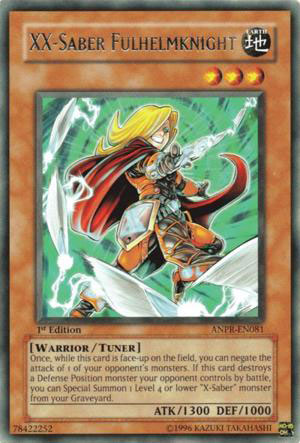 XX-Saber Fulhelmknight
EARTH
地
1st Edition
ANPR-EN081
[Warrior / Tuner]
Once, while this card is face-up on the field, you can negate
the attack of 1 of your opponent's monsters. If this card destroys
a Defense Position monster your opponent controls by battle,
you can Special Summon 1 Level 4 or lower "X-Saber" monster
from your Graveyard.
ATK/1300 DEF/1000
78422252
©1996 KAZUKI TAKAHASHI